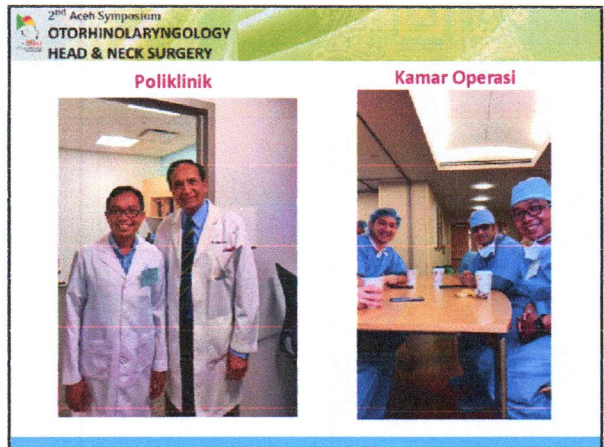 2nd Aceh Symposium
OTORHINOLARYNGOLOGY
HEAD & NECK SURGERY
Poliklinik
Kamar Operasi